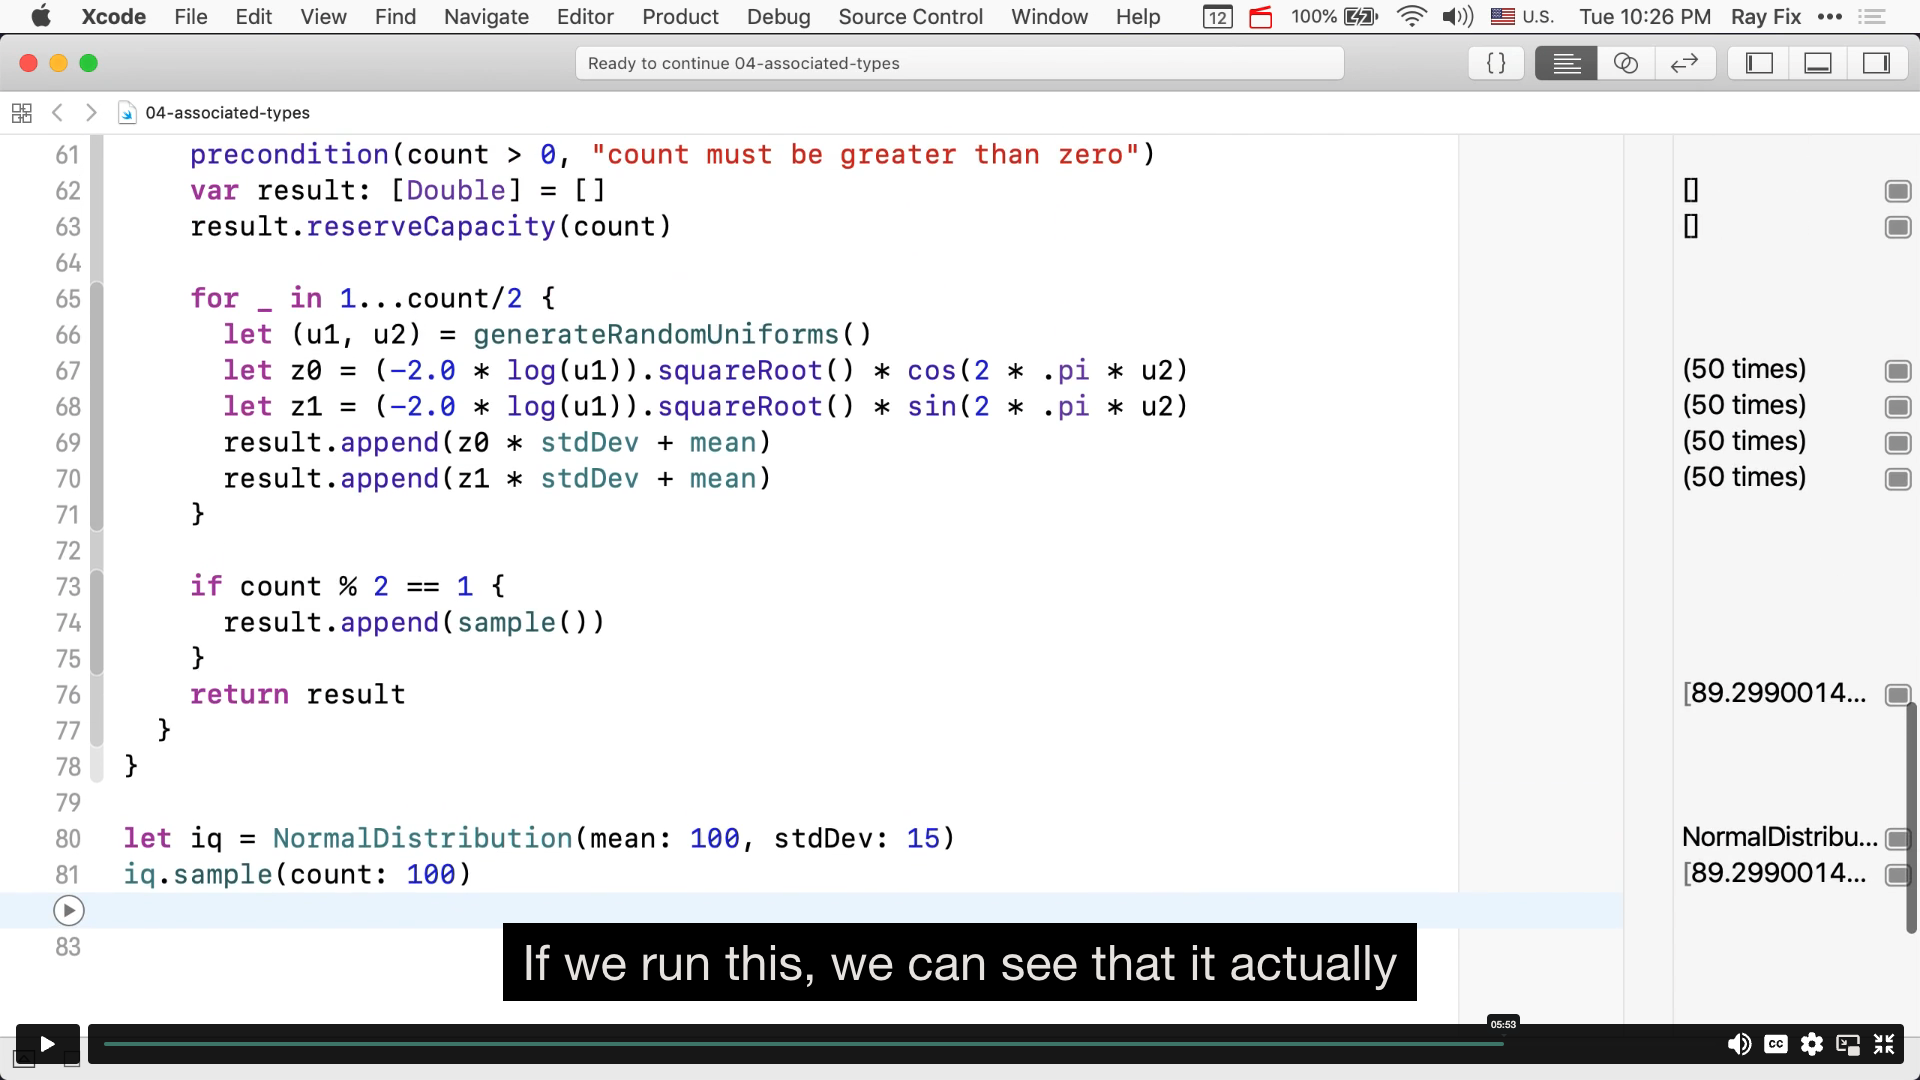 Xcode File Edit View Find Navigate Editor Product Debug Source Control Window Help 12 100% U.S. Tue 10:26 PM Ray Fix
Ready to continue 04-associated-types {}
04-associated-types
61 precondition(count > 0, "count must be greater than zero")
62 var result: [Double] = [] []
63 result.reserveCapacity(count) []
64
65 for _ in 1...count/2 {
66 let (u1, u2) = generateRandomUniforms()
67 let z0 = (-2.0 * log(u1)).squareRoot() * cos(2 * .pi * u2) (50 times)
68 let z1 = (-2.0 * log(u1)).squareRoot() * sin(2 * .pi * u2) (50 times)
69 result.append(z0 * stdDev + mean) (50 times)
70 result.append(z1 * stdDev + mean) (50 times)
71 }
72
73 if count % 2 == 1 {
74 result.append(sample())
75 }
76 return result [89.2990014...
77 }
78 }
79
80 let iq = NormalDistribution(mean: 100, stdDev: 15) NormalDistribu...
81 iq.sample(count: 100) [89.2990014...
83
If we run this, we can see that it actually
05:53
CC